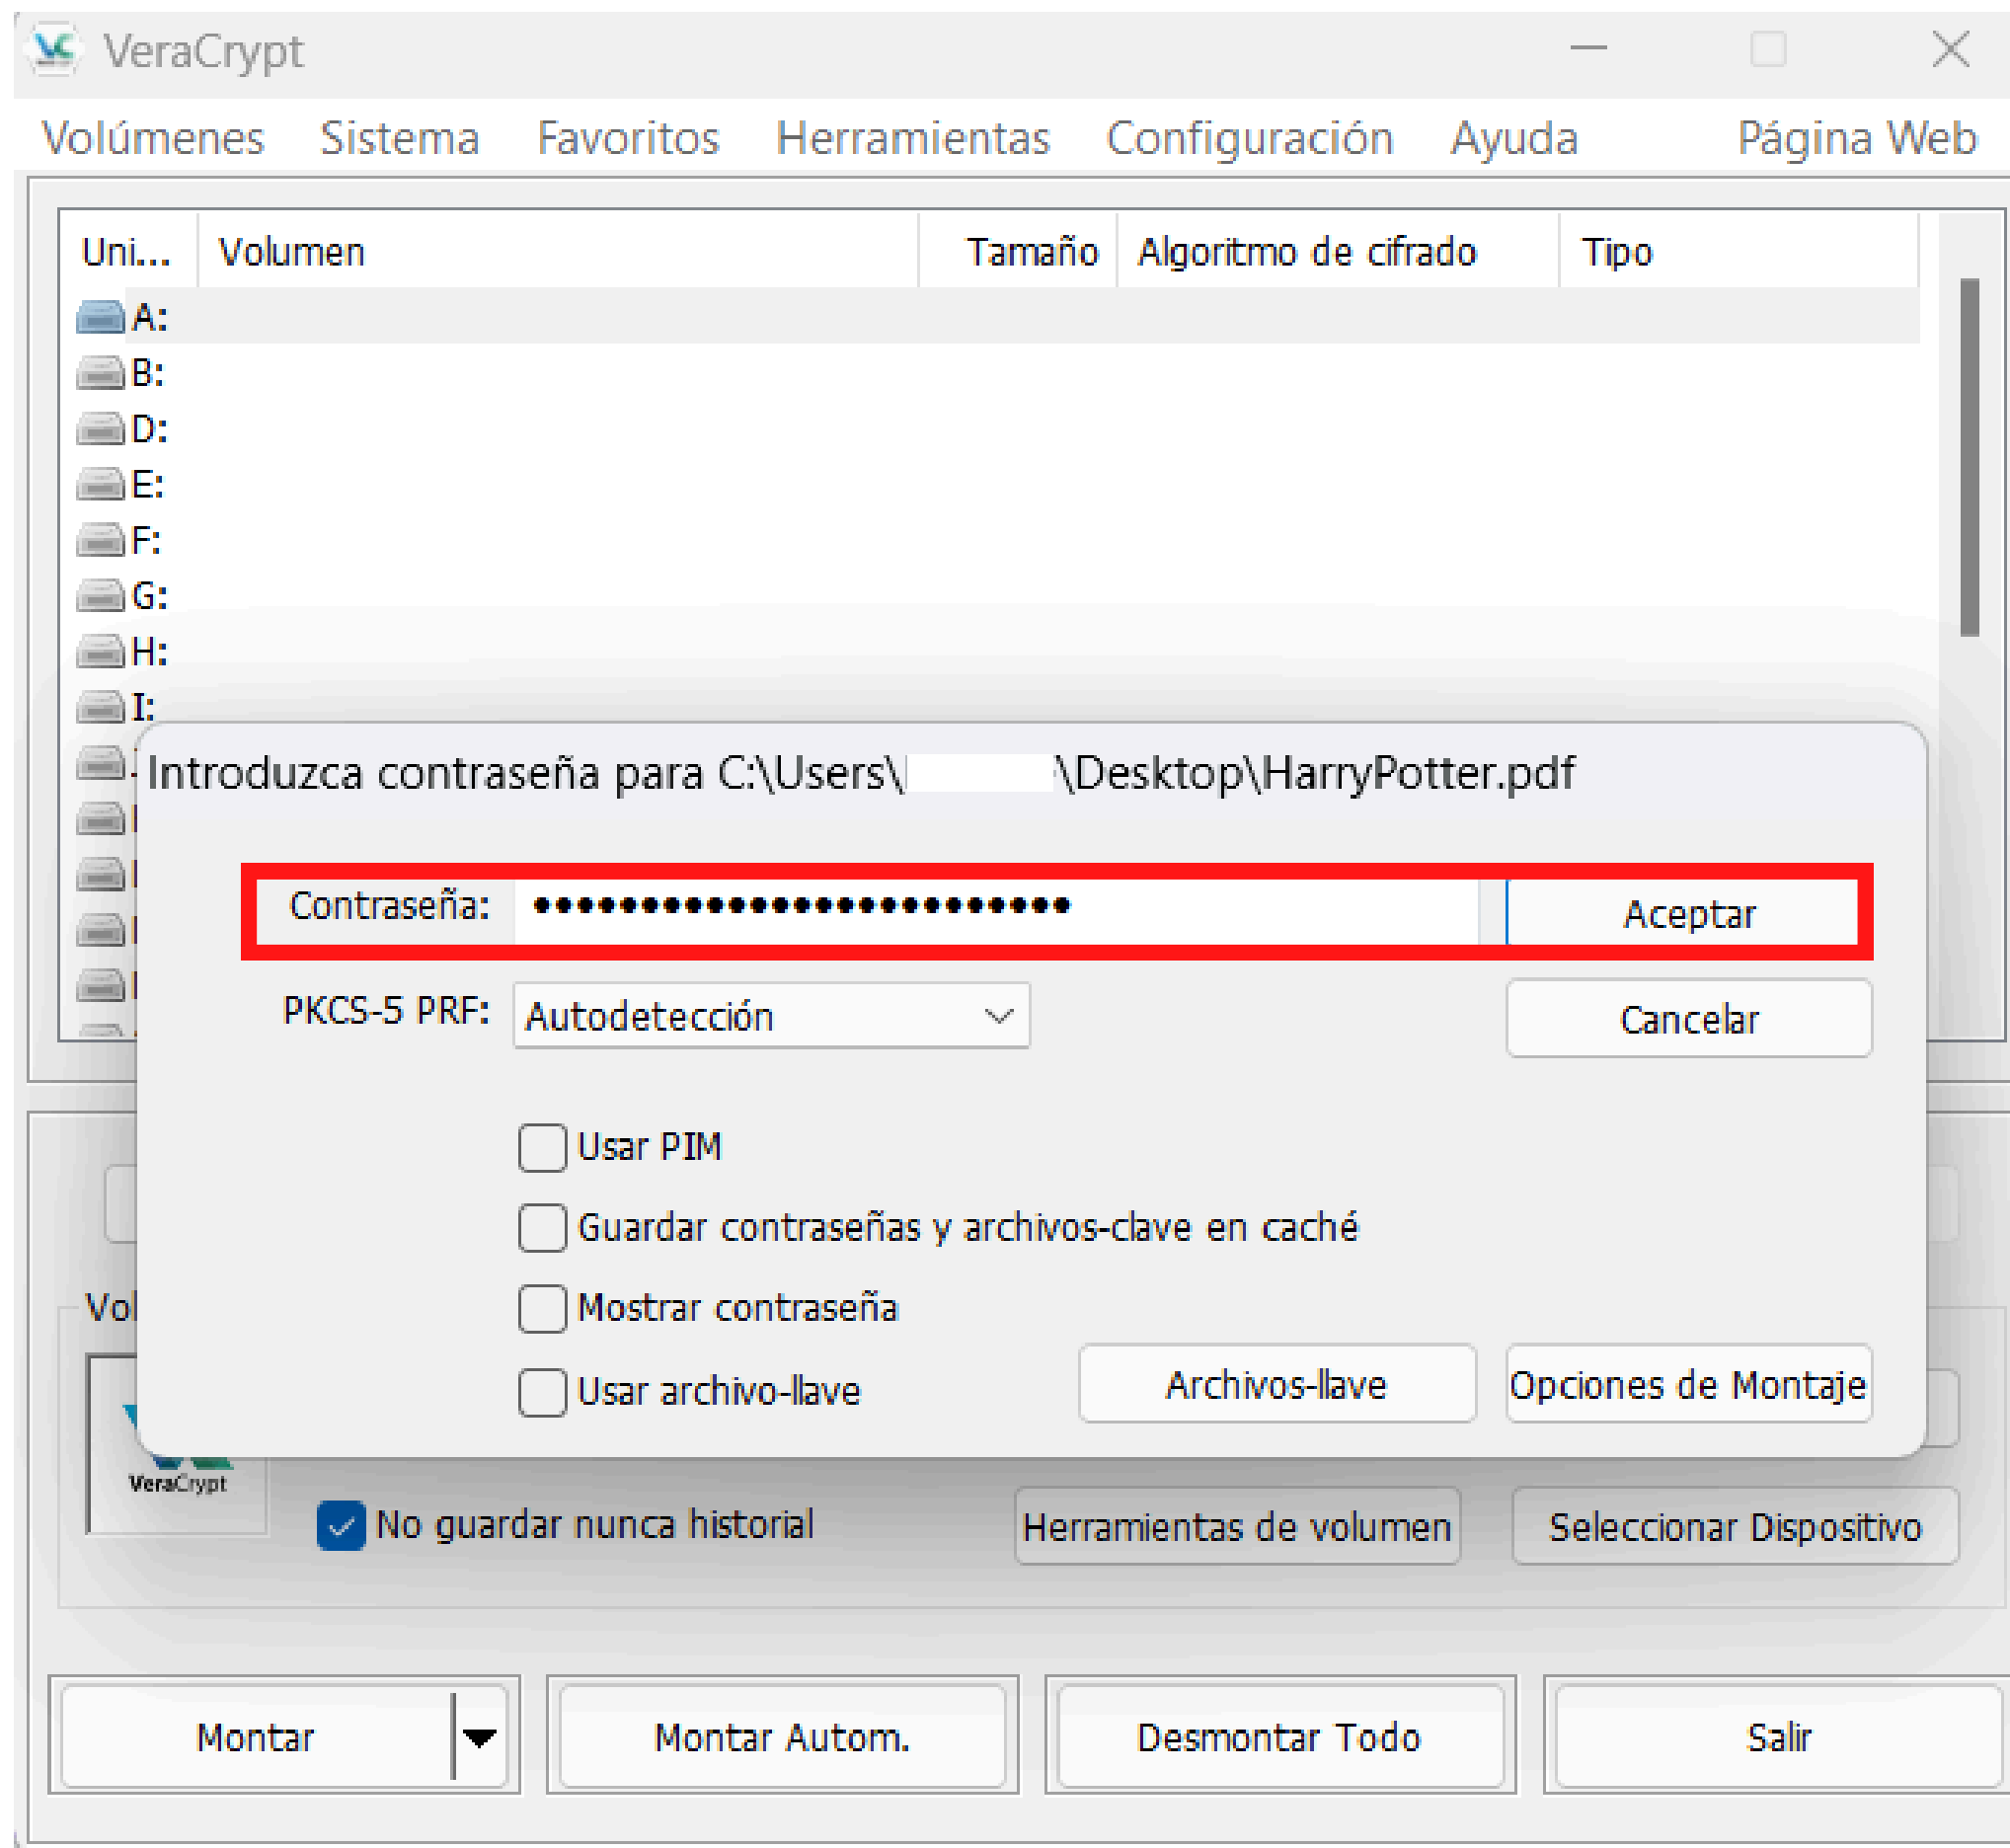 VeraCrypt
Volúmenes Sistema Favoritos Herramientas Configuración Ayuda Página Web
Uni... Volumen Tamaño Algoritmo de cifrado Tipo
A:
B:
D:
E:
F:
G:
H:
I:
Introduzca contraseña para C:\Users\ \Desktop\HarryPotter.pdf
Contraseña: ••••••••••••••••••••••••• Aceptar
PKCS-5 PRF: Autodetección Cancelar
Usar PIM
Guardar contraseñas y archivos-clave en caché
Vol
Mostrar contraseña
Usar archivo-llave Archivos-llave Opciones de Montaje
VeraCrypt
No guardar nunca historial Herramientas de volumen Seleccionar Dispositivo
Montar Montar Autom. Desmontar Todo Salir